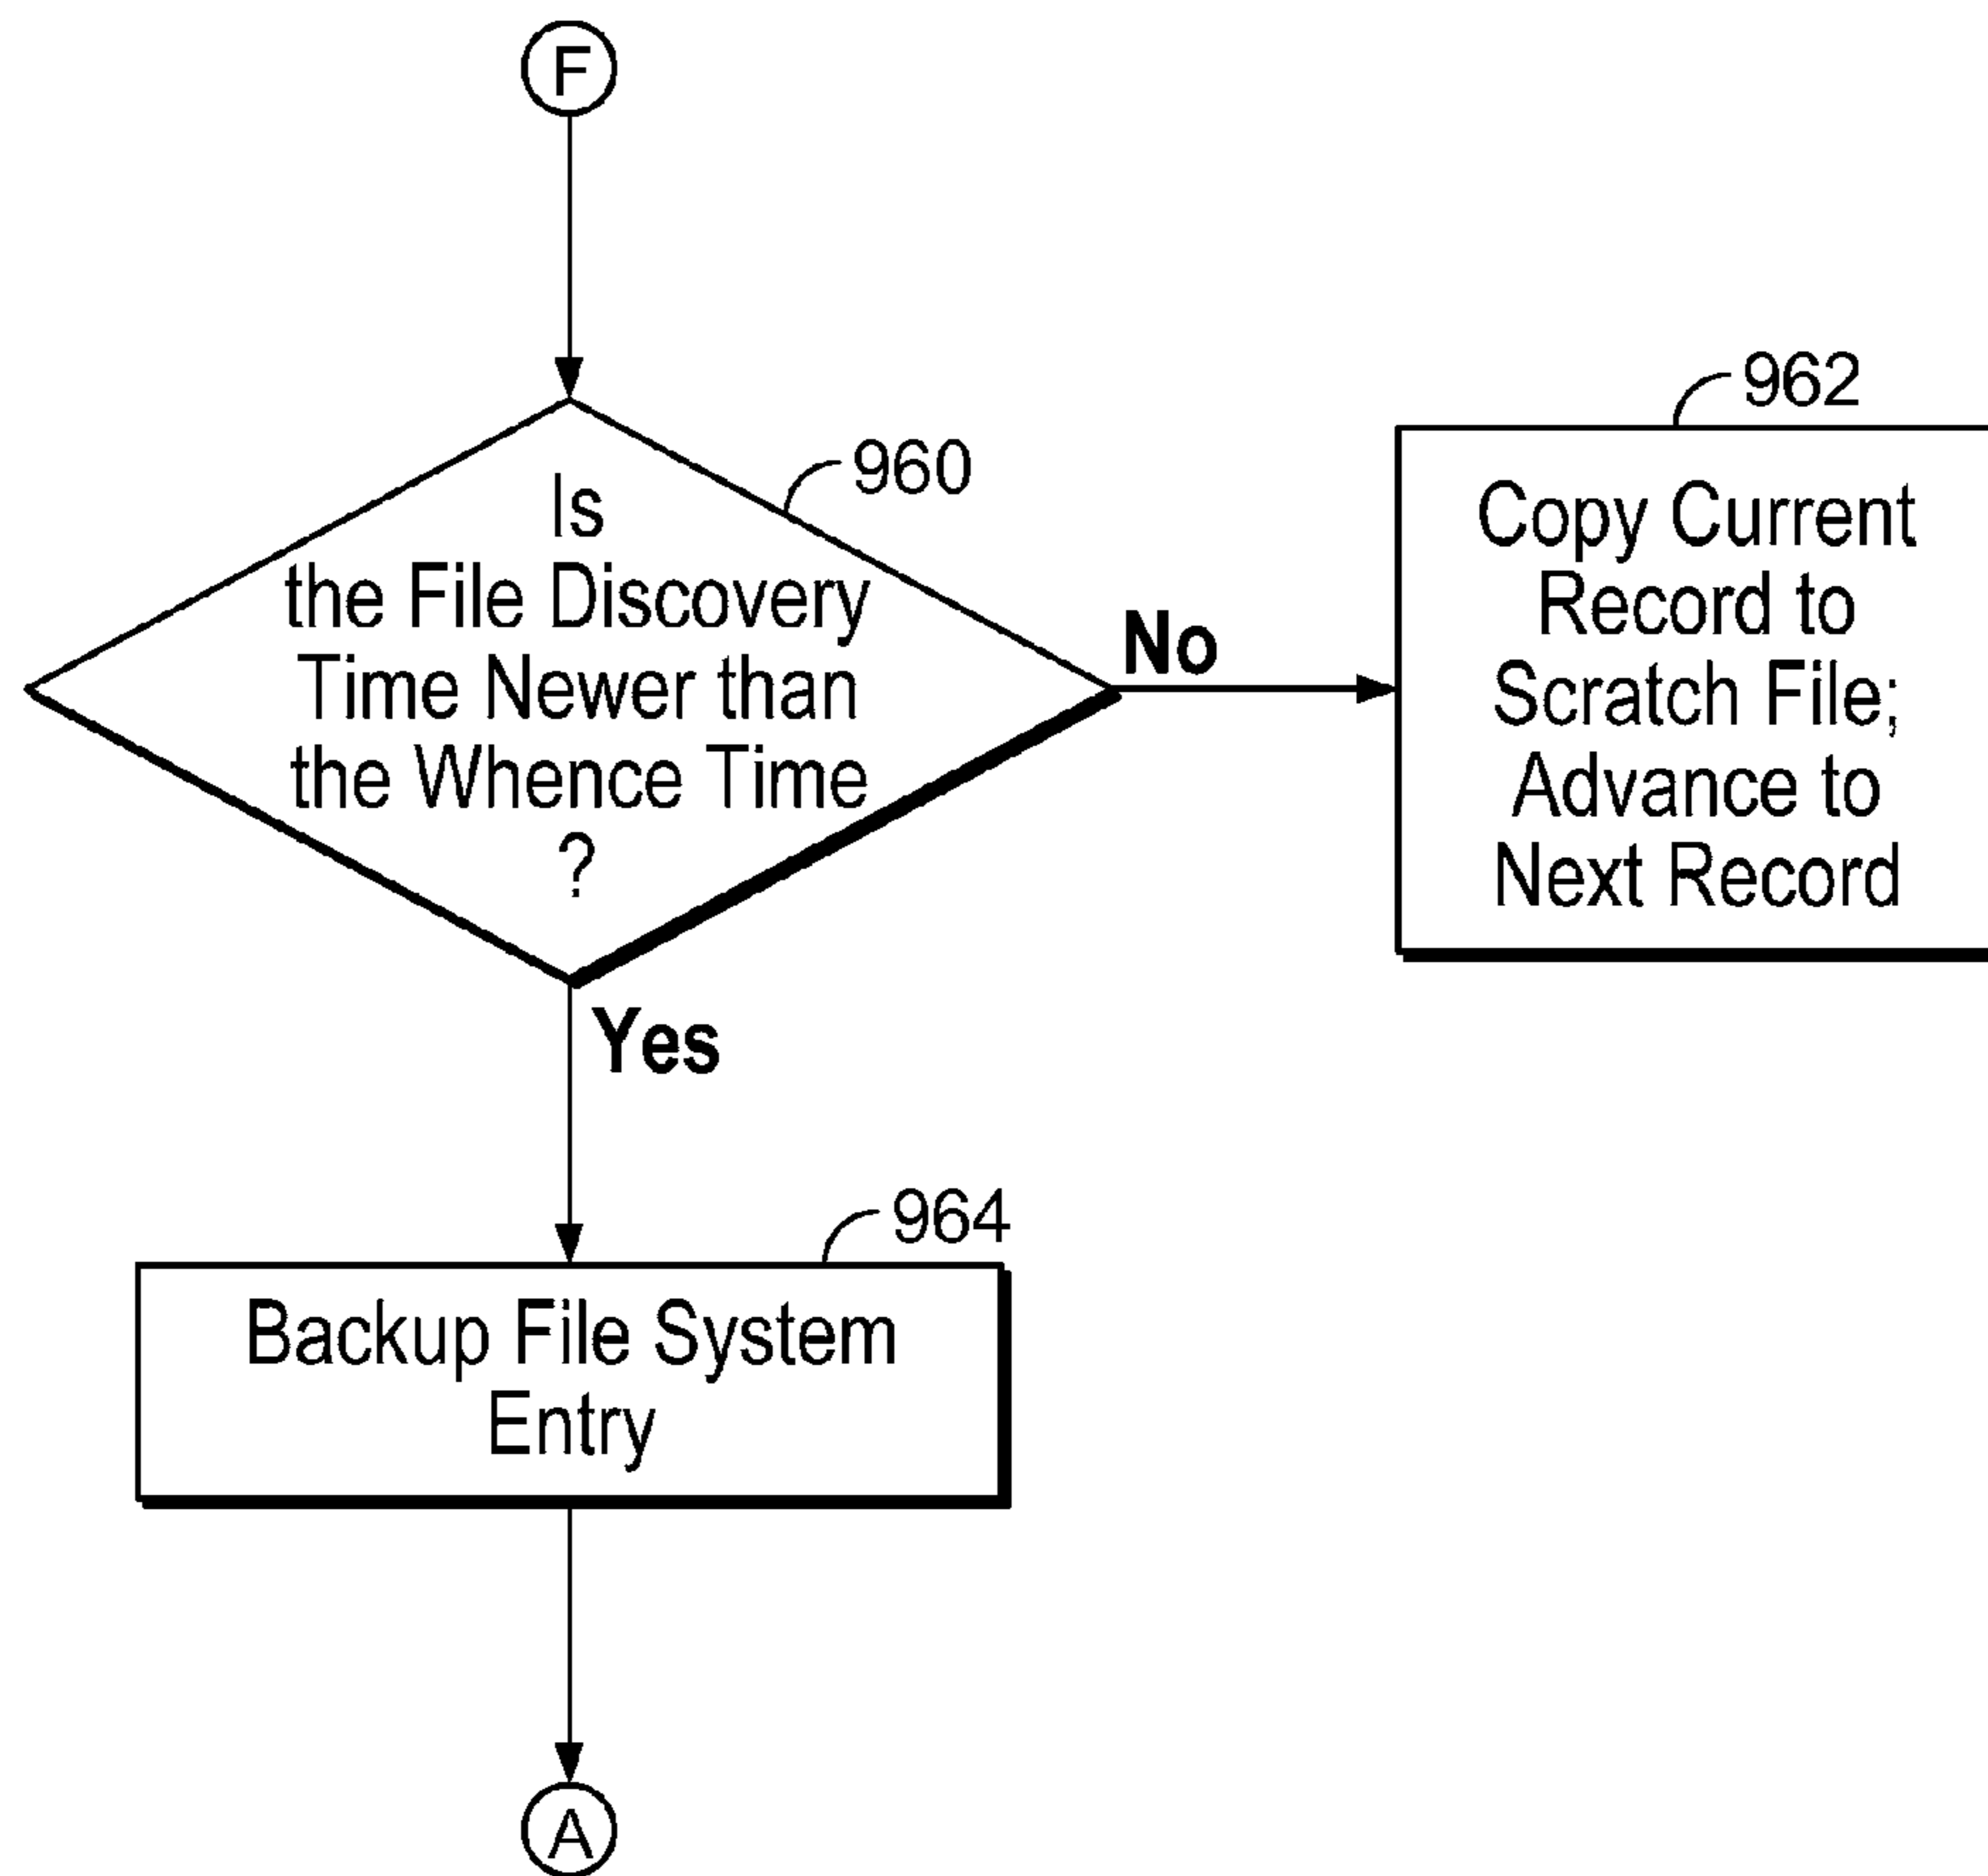 F
960
Is
the File Discovery
Time Newer than
the Whence Time
?
No
962
Copy Current
Record to
Scratch File;
Advance to
Next Record
Yes
964
Backup File System
Entry
A